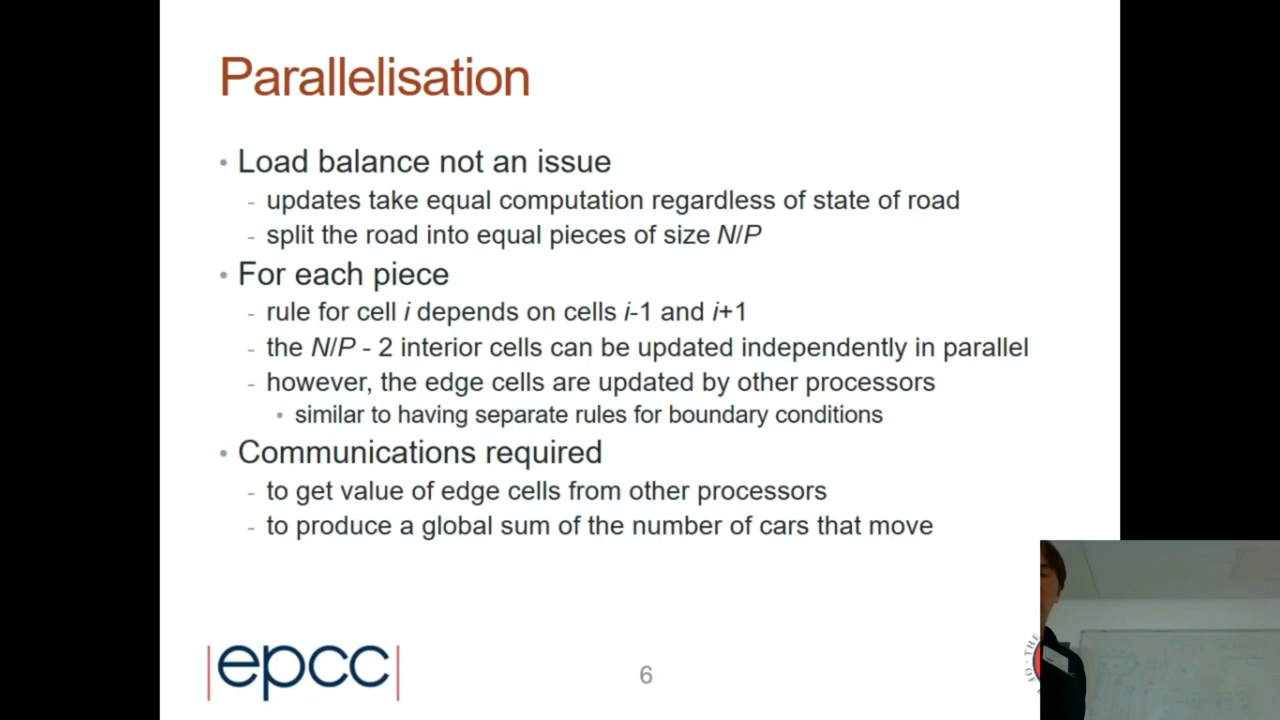 Parallelisation
• Load balance not an issue
- updates take equal computation regardless of state of road
- split the road into equal pieces of size N/P
• For each piece
- rule for cell i depends on cells i-1 and i+1
- the N/P - 2 interior cells can be updated independently in parallel
- however, the edge cells are updated by other processors
• similar to having separate rules for boundary conditions
• Communications required
- to get value of edge cells from other processors
- to produce a global sum of the number of cars that move
epcc
6
THE